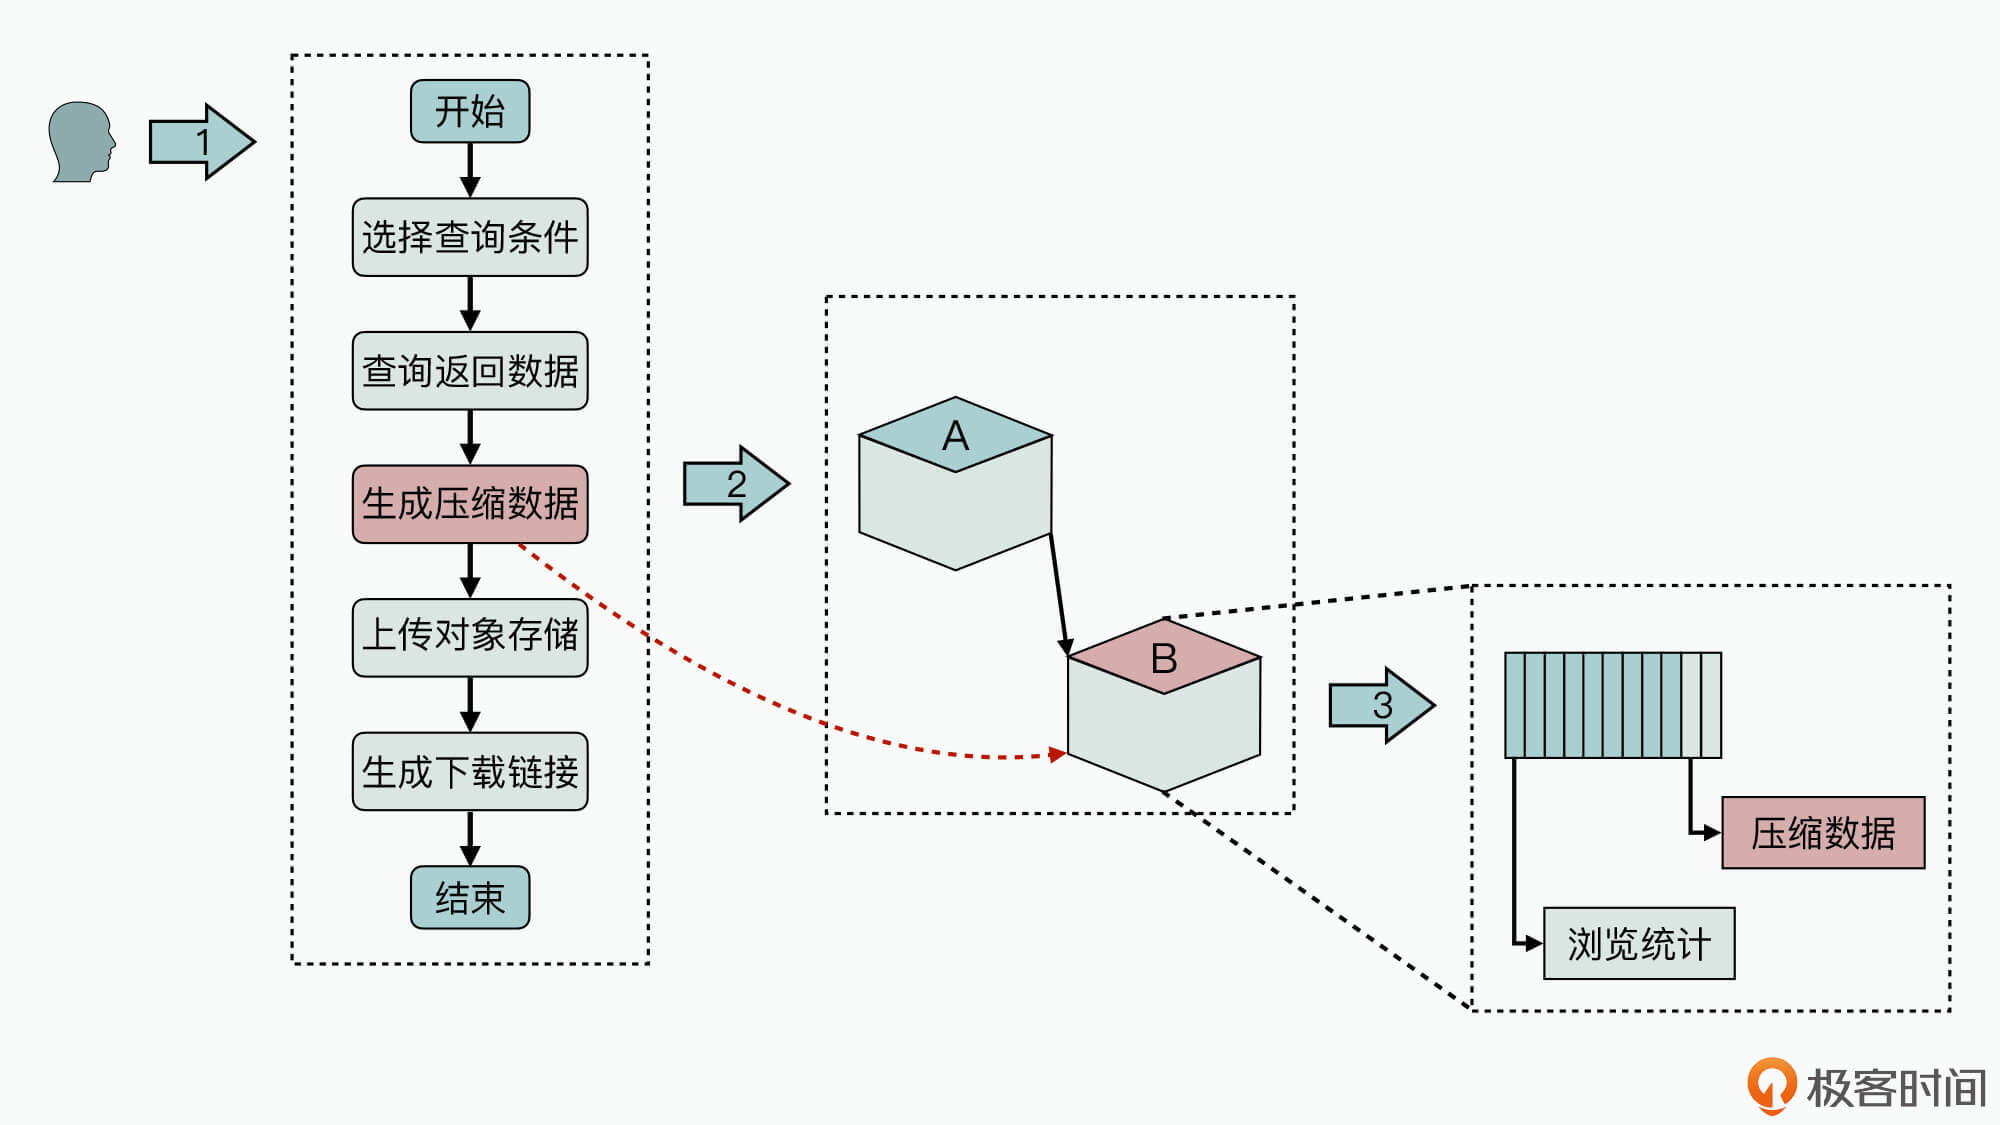 1
开始
选择查询条件
查询返回数据
生成压缩数据
上传对象存储
生成下载链接
结束
2
A
B
3
压缩数据
浏览统计
极客时间